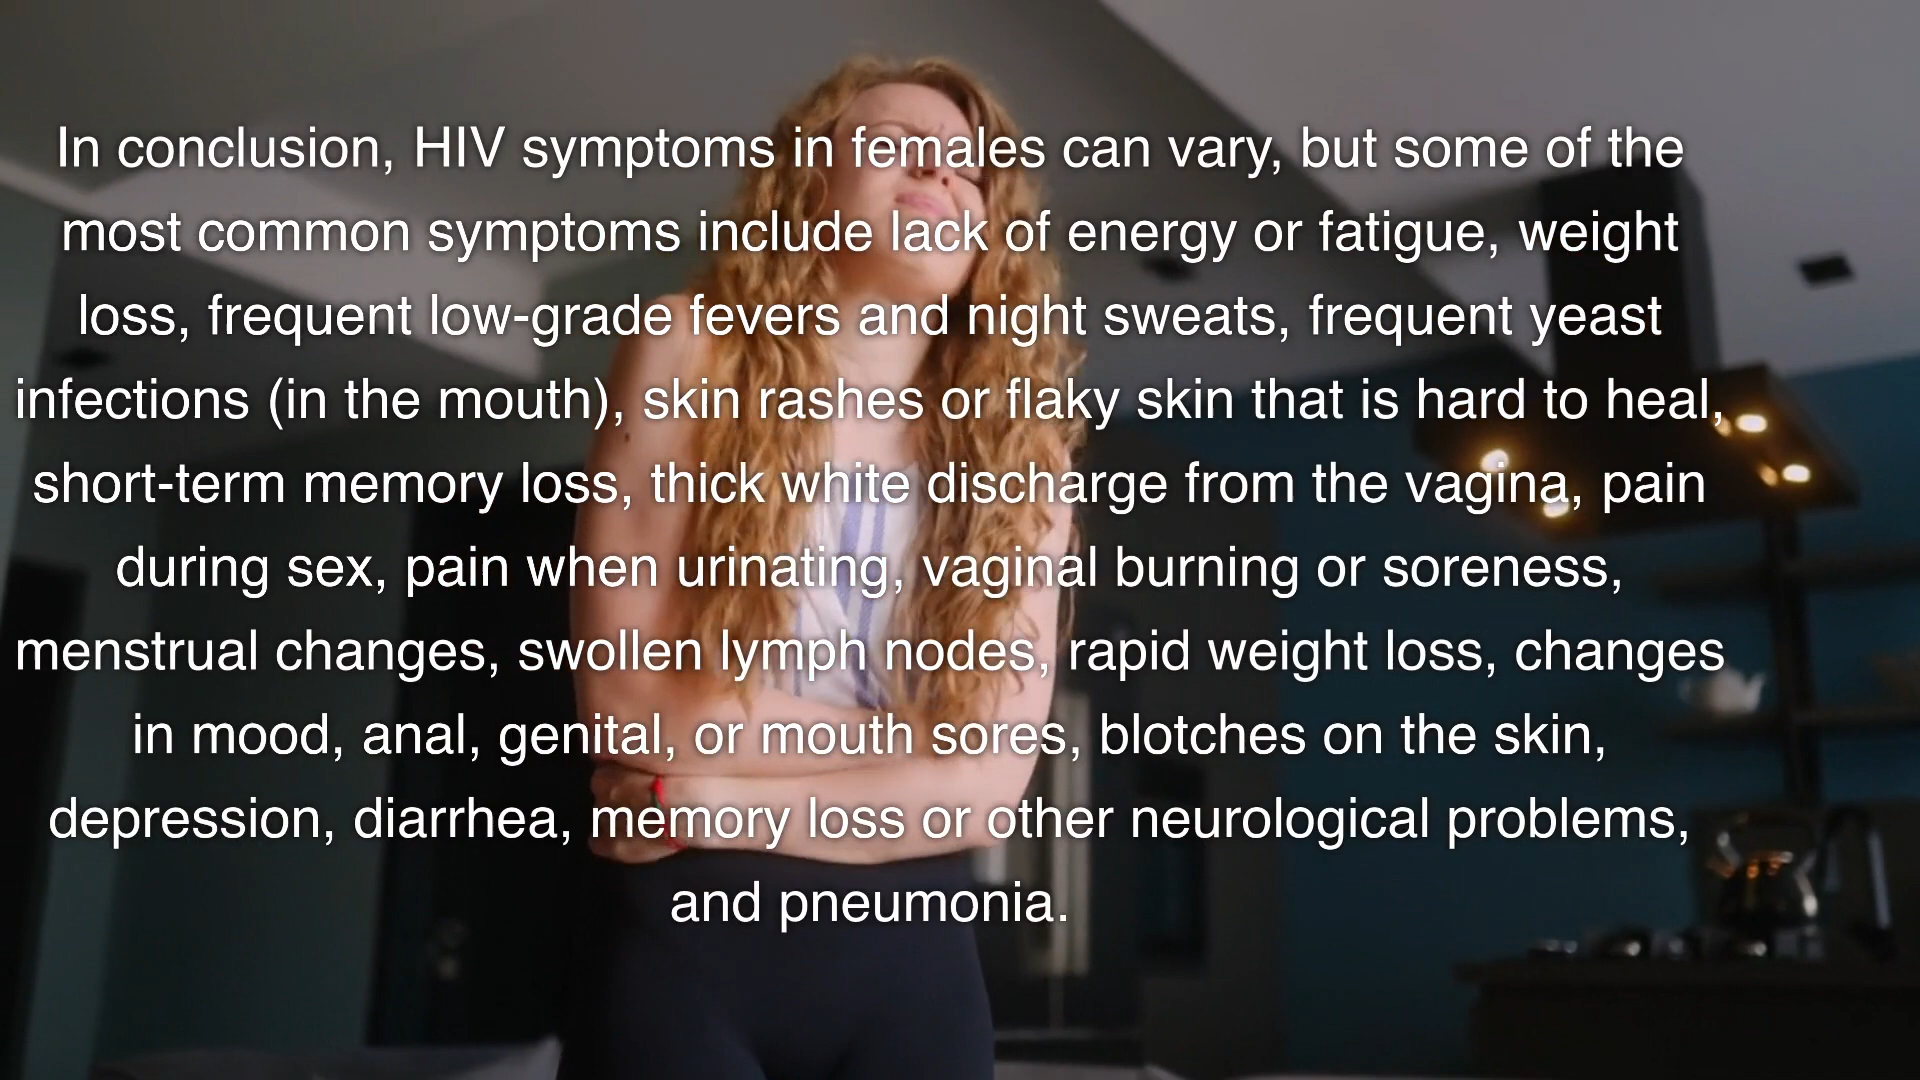 In conclusion, HIV symptoms in females can vary, but some of the
most common symptoms include lack of energy or fatigue, weight
loss, frequent low-grade fevers and night sweats, frequent yeast
infections (in the mouth), skin rashes or flaky skin that is hard to heal,
short-term memory loss, thick white discharge from the vagina, pain
during sex, pain when urinating, vaginal burning or soreness,
menstrual changes, swollen lymph nodes, rapid weight loss, changes
in mood, anal, genital, or mouth sores, blotches on the skin,
depression, diarrhea, memory loss or other neurological problems,
and pneumonia.